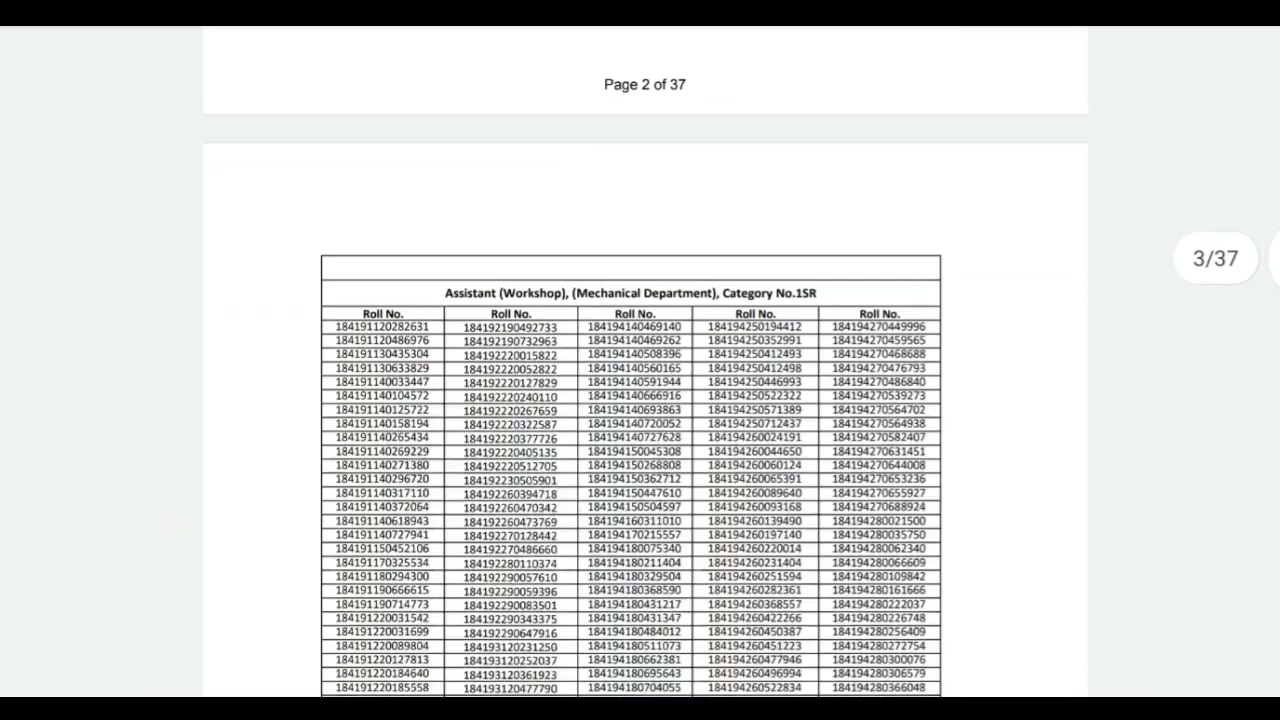 Page 2 of 37
3/37
Assistant (Workshop), (Mechanical Department), Category No.1SR
Roll No. Roll No. Roll No. Roll No. Roll No.
184191120282631 184192190492733 184194140469140 184194250194412 184194270449996
184191120486976 184192190732963 184194140469262 184194250352991 184194270459565
184191130435304 184192220015822 184194140508396 184194250412493 184194270468688
184191130633829 184192220052822 184194140560165 184194250412498 184194270476793
184191140033447 184192220127829 184194140591944 184194250446993 184194270486840
184191140104572 184192220240110 184194140666916 184194250522322 184194270539273
184191140125722 184192220267659 184194140693863 184194250571389 184194270564702
184191140158194 184192220322587 184194140720052 184194250712437 184194270564938
184191140265434 184192220377726 184194140727628 184194260024191 184194270582407
184191140269229 184192220405135 184194150045308 184194260044650 184194270631451
184191140271380 184192220512705 184194150268808 184194260060124 184194270644008
184191140296720 184192230505901 184194150362712 184194260065391 184194270653236
184191140317110 184192260394718 184194150447610 184194260089640 184194270655927
184191140372064 184192260470342 184194150504597 184194260093168 184194270688924
184191140618943 184192260473769 184194160311010 184194260139490 184194280021500
184191140727941 184192270128442 184194170215557 184194260197140 184194280035750
184191150452106 184192270486660 184194180075340 184194260220014 184194280062340
184191170325534 184192280110374 184194180211404 184194260231404 184194280066609
184191180294300 184192290057610 184194180329504 184194260251594 184194280109842
184191190666615 184192290059396 184194180368590 184194260282361 184194280161666
184191190714773 184192290083501 184194180431217 184194260368557 184194280222037
184191220031542 184192290343375 184194180431347 184194260422266 184194280226748
184191220031699 184192290647916 184194180484012 184194260450387 184194280256409
184191220089804 184193120231250 184194180511073 184194260451223 184194280272754
184191220127813 184193120252037 184194180662381 184194260477946 184194280300076
184191220184640 184193120361923 184194180695643 184194260496994 184194280306579
184191220185558 184193120477790 184194180704055 184194260522834 184194280366048